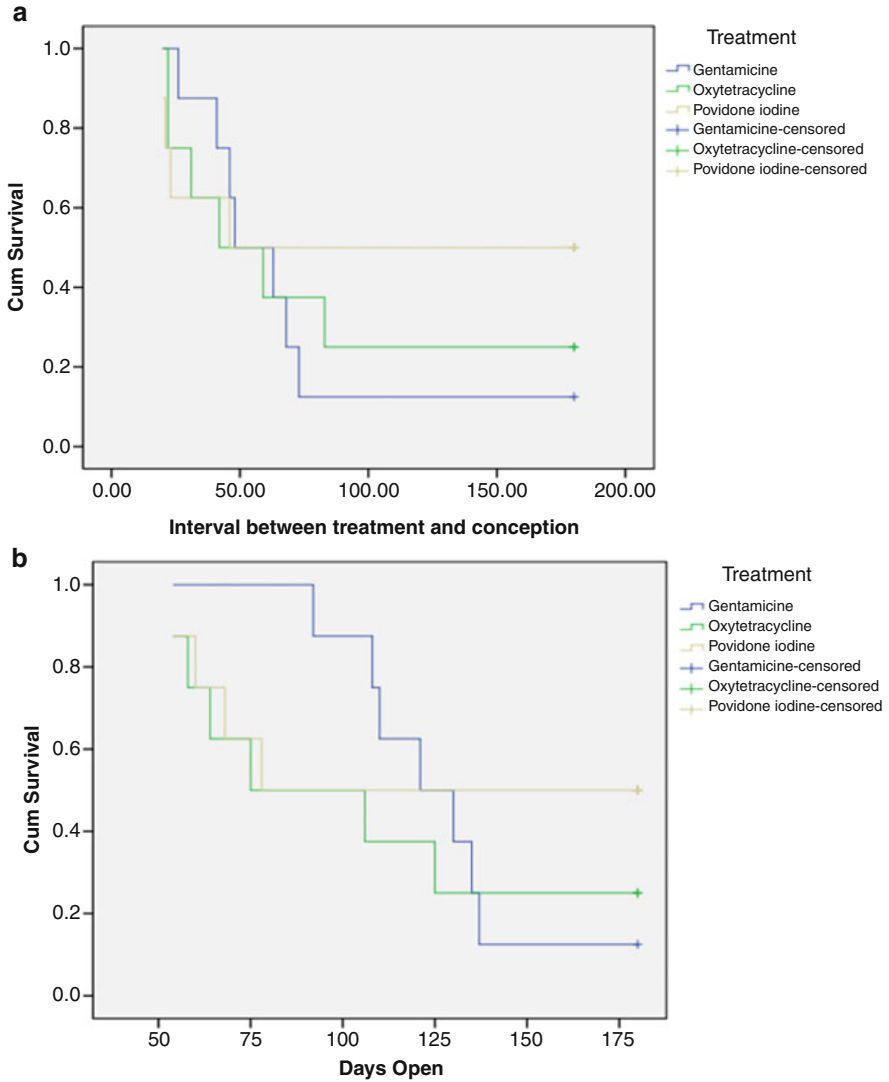 a
Treatment
Gentamicine
Oxytetracycline
Povidone iodine
Gentamicine-censored
Oxytetracycline-censored
Povidone iodine-censored
Cum Survival
1.0
0.8
0.6
0.4
0.2
0.0
0.00 50.00 100.00 150.00 200.00
Interval between treatment and conception
b
Treatment
Gentamicine
Oxytetracycline
Povidone iodine
Gentamicine-censored
Oxytetracycline-censored
Povidone iodine-censored
Cum Survival
1.0
0.8
0.6
0.4
0.2
0.0
50 75 100 125 150 175
Days Open